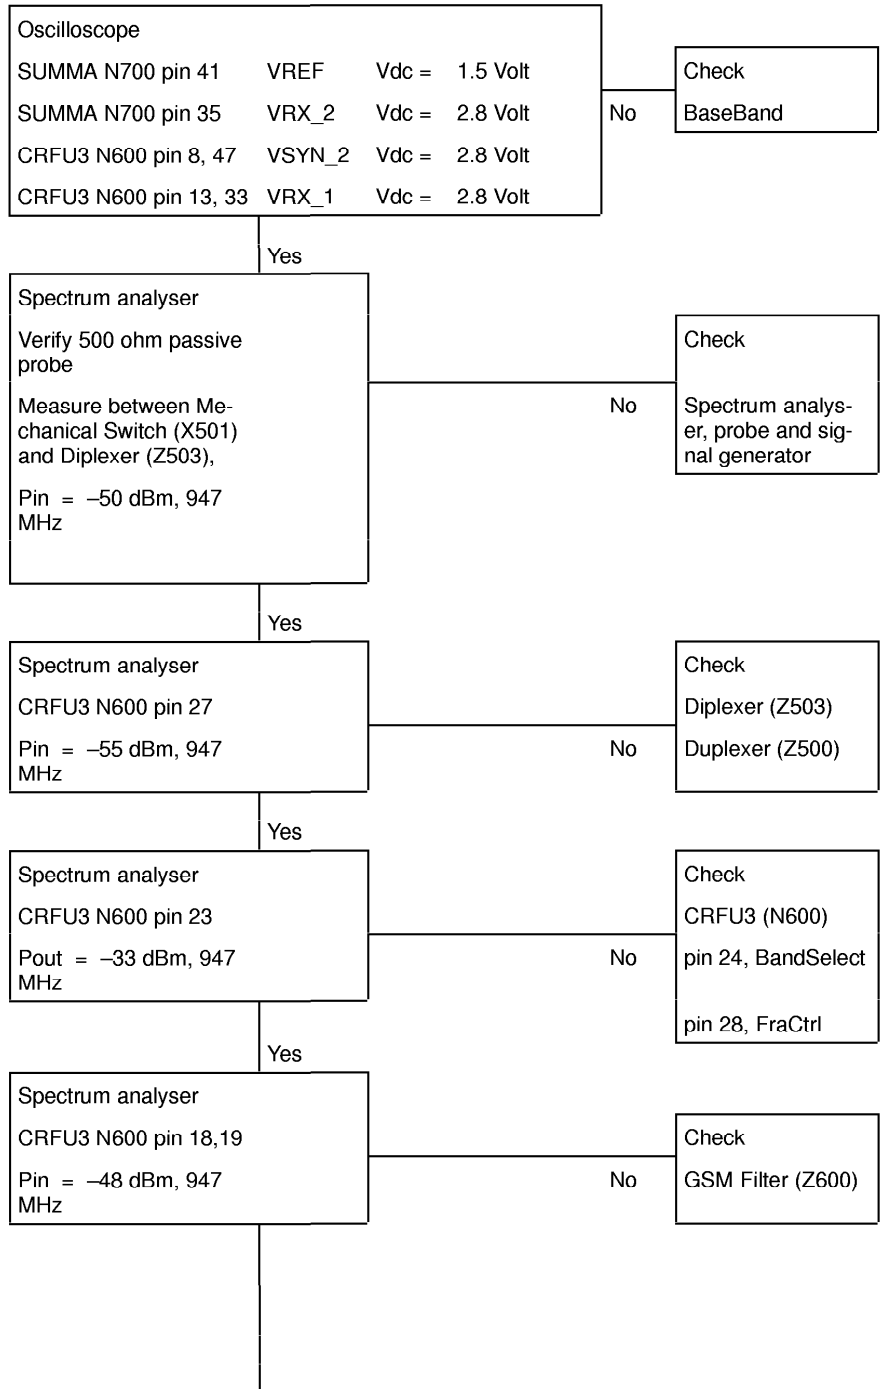 Oscilloscope
SUMMA N700 pin 41 VREF Vdc = 1.5 Volt
SUMMA N700 pin 35 VRX_2 Vdc = 2.8 Volt
CRFU3 N600 pin 8, 47 VSYN_2 Vdc = 2.8 Volt
CRFU3 N600 pin 13, 33 VRX_1 Vdc = 2.8 Volt
No
Check
BaseBand
Yes
Spectrum analyser
Verify 500 ohm passive
probe
Measure between Me-
chanical Switch (X501)
and Diplexer (Z503),
Pin = –50 dBm, 947
MHz
No
Check
Spectrum analys-
er, probe and sig-
nal generator
Yes
Spectrum analyser
CRFU3 N600 pin 27
Pin = –55 dBm, 947
MHz
No
Check
Diplexer (Z503)
Duplexer (Z500)
Yes
Spectrum analyser
CRFU3 N600 pin 23
Pout = –33 dBm, 947
MHz
No
Check
CRFU3 (N600)
pin 24, BandSelect
pin 28, FraCtrl
Yes
Spectrum analyser
CRFU3 N600 pin 18,19
Pin = –48 dBm, 947
MHz
No
Check
GSM Filter (Z600)